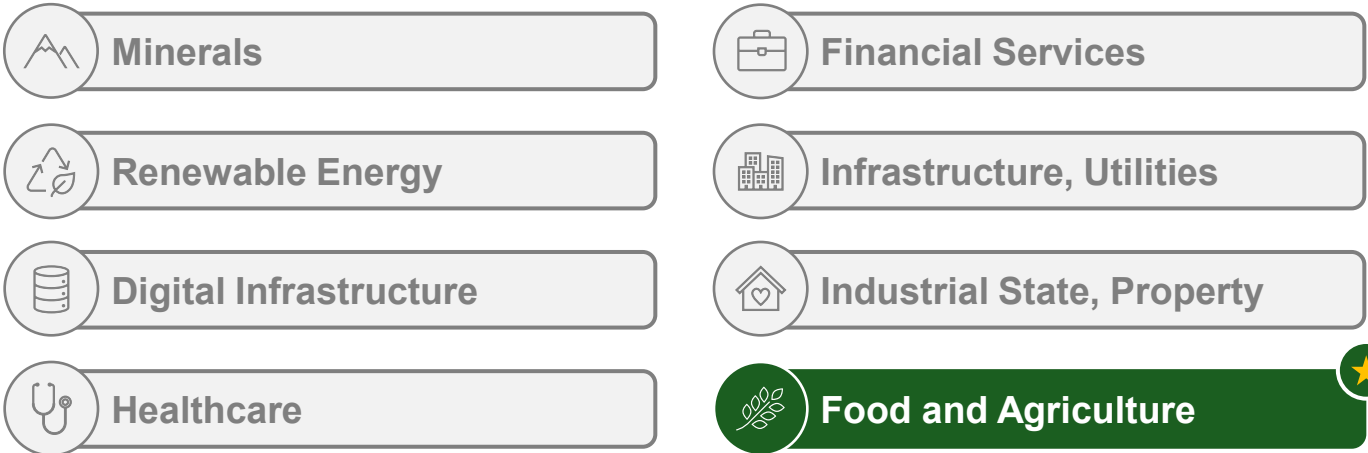 Minerals
Financial Services
Renewable Energy
Infrastructure, Utilities
Digital Infrastructure
Industrial State, Property
Healthcare
Food and Agriculture